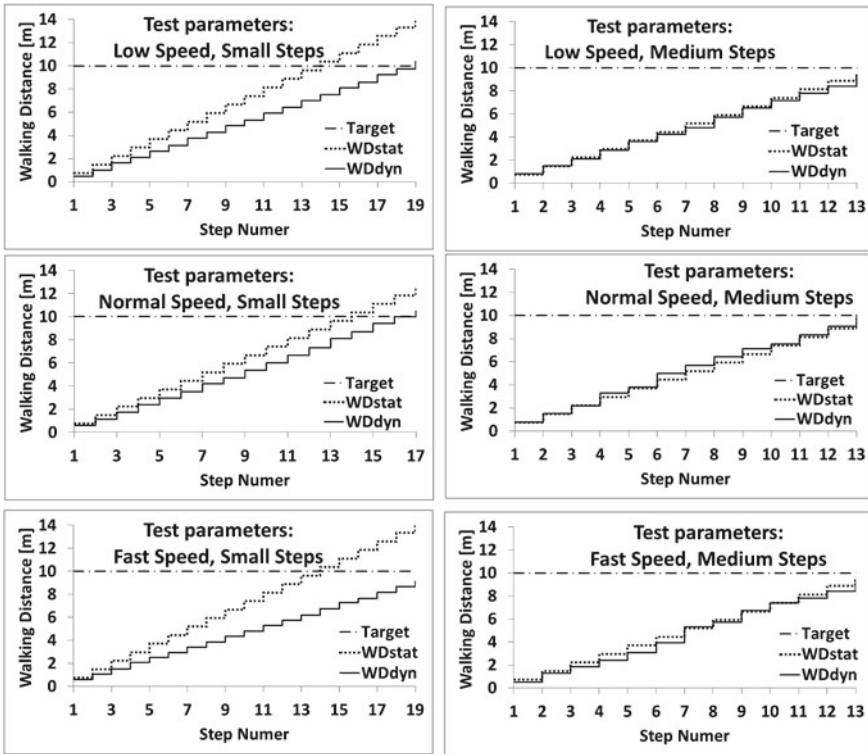 Test parameters:
Low Speed, Small Steps
Walking Distance [m]
14
12
10
8
6
4
2
0
Target
WDstat
WDdyn
1 3 5 7 9 11 13 15 17 19
Step Numer
Test parameters:
Low Speed, Medium Steps
Walking Distance [m]
14
12
10
8
6
4
2
0
Target
WDstat
WDdyn
1 2 3 4 5 6 7 8 9 10 11 12 13
Step Numer
Test parameters:
Normal Speed, Small Steps
Walking Distance [m]
14
12
10
8
6
4
2
0
Target
WDstat
WDdyn
1 3 5 7 9 11 13 15 17
Step Numer
Test parameters:
Normal Speed, Medium Steps
Walking Distance [m]
14
12
10
8
6
4
2
0
Target
WDstat
WDdyn
1 2 3 4 5 6 7 8 9 10 11 12 13
Step Numer
Test parameters:
Fast Speed, Small Steps
Walking Distance [m]
14
12
10
8
6
4
2
0
Target
WDstat
WDdyn
1 3 5 7 9 11 13 15 17 19
Step Numer
Test parameters:
Fast Speed, Medium Steps
Walking Distance [m]
14
12
10
8
6
4
2
0
Target
WDstat
WDdyn
1 2 3 4 5 6 7 8 9 10 11 12 13
Step Numer